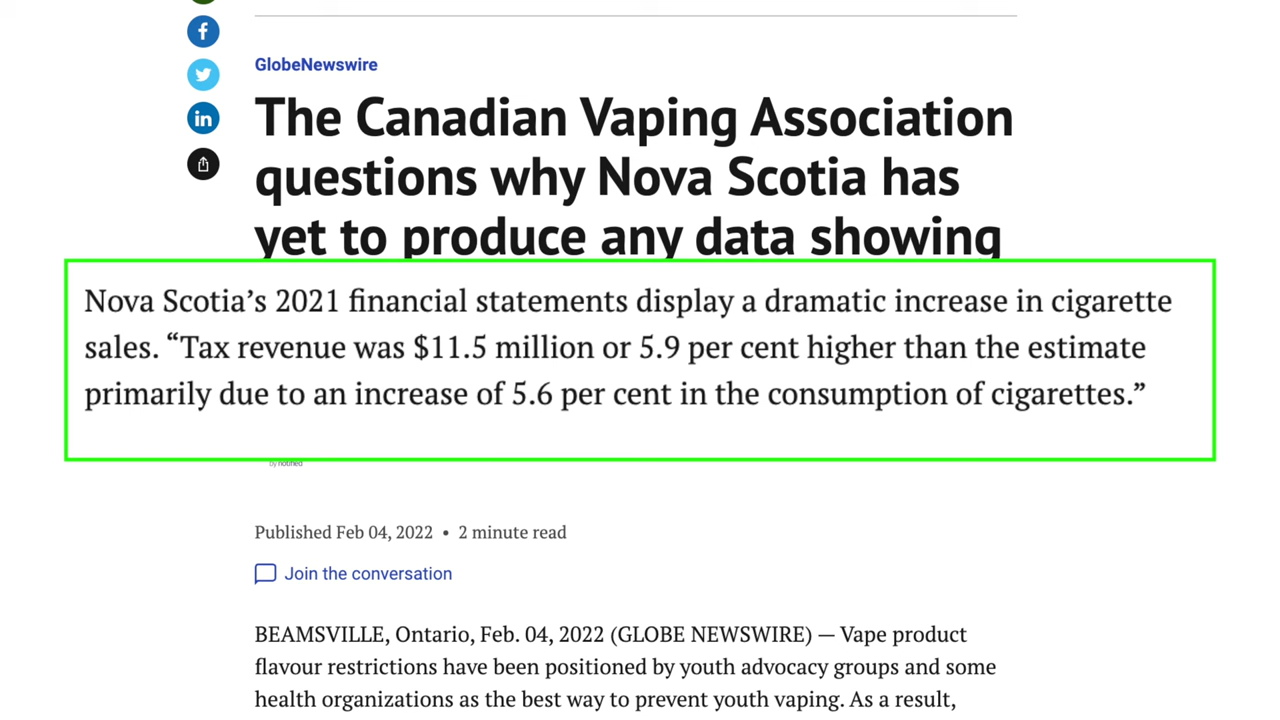 GlobeNewswire
The Canadian Vaping Association
questions why Nova Scotia has
yet to produce any data showing
Nova Scotia’s 2021 financial statements display a dramatic increase in cigarette
sales. “Tax revenue was $11.5 million or 5.9 per cent higher than the estimate
primarily due to an increase of 5.6 per cent in the consumption of cigarettes.”
by notified
Published Feb 04, 2022 • 2 minute read
Join the conversation
BEAMSVILLE, Ontario, Feb. 04, 2022 (GLOBE NEWSWIRE) — Vape product
flavour restrictions have been positioned by youth advocacy groups and some
health organizations as the best way to prevent youth vaping. As a result,